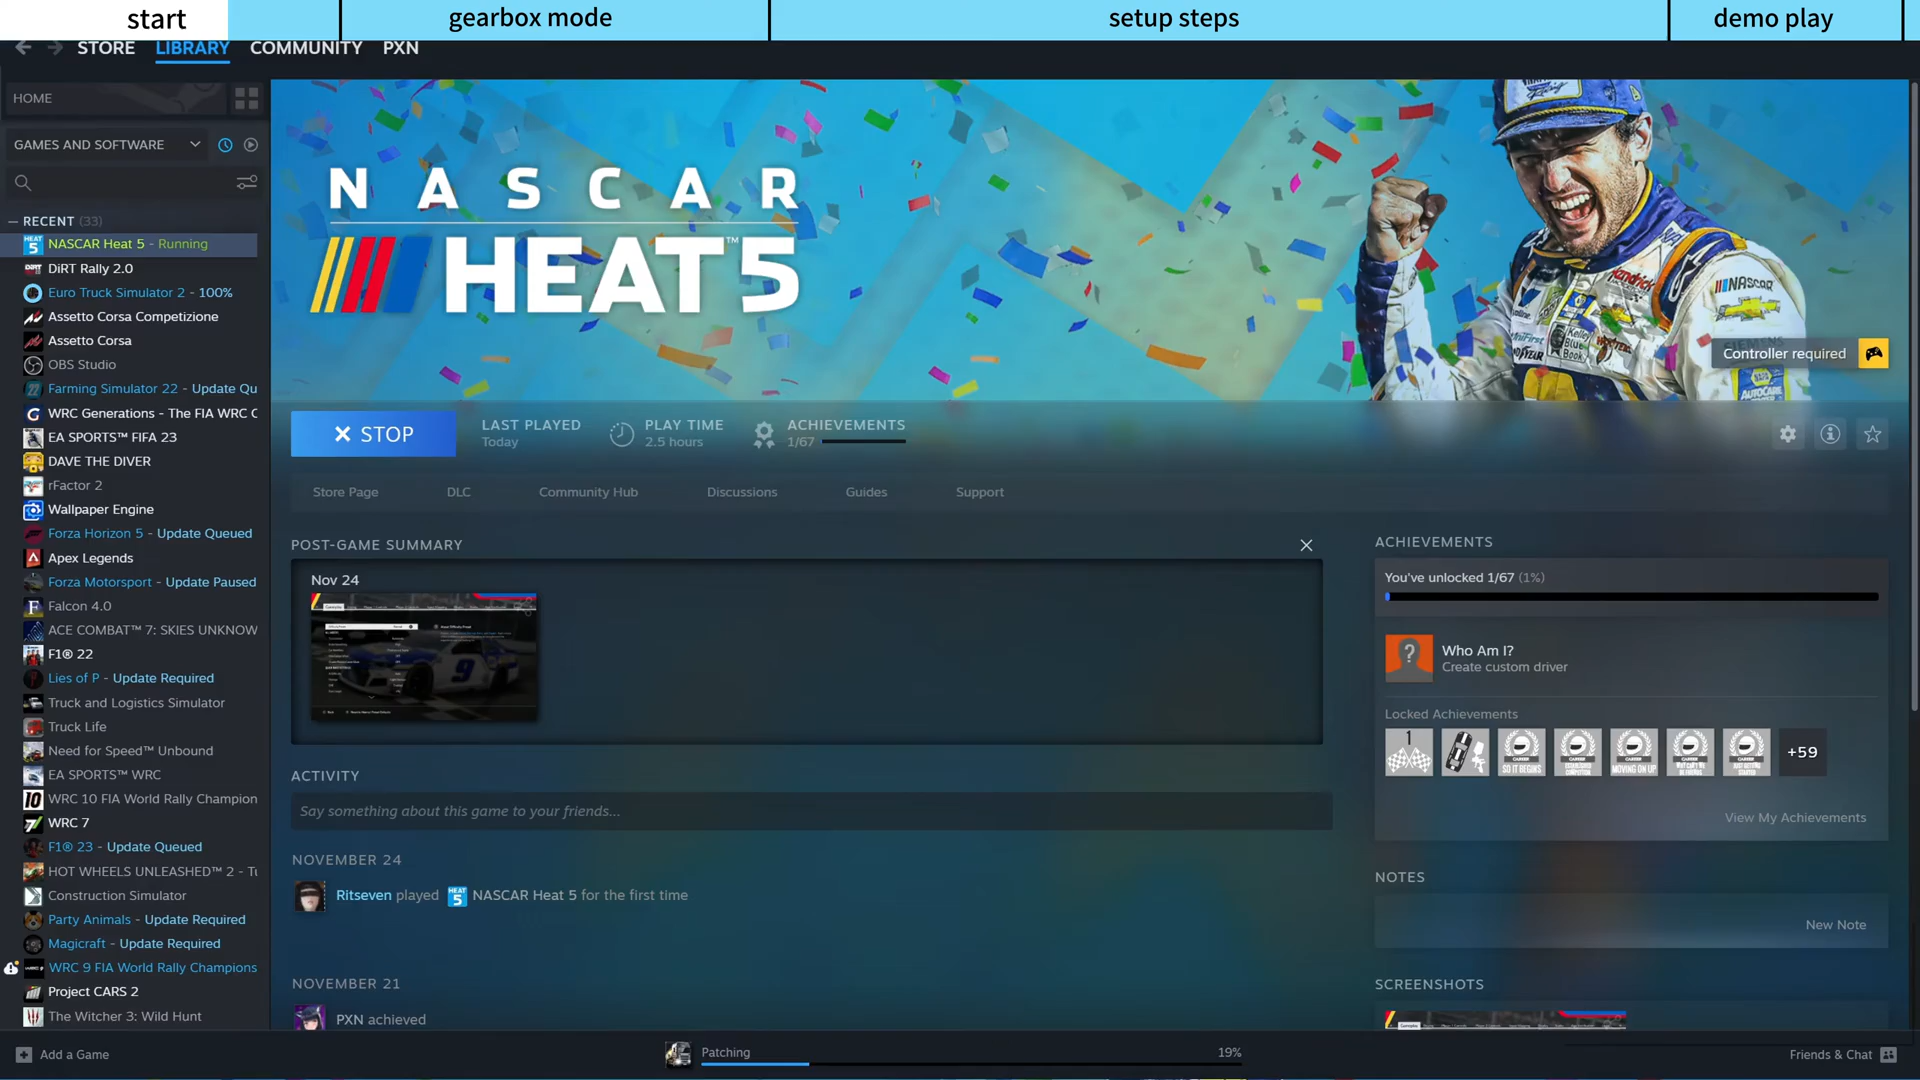 start
gearbox mode
setup steps
demo play
STORE
LIBRARY
COMMUNITY
PXN
HOME
GAMES AND SOFTWARE
— RECENT (33)
NASCAR Heat 5 - Running
DiRT Rally 2.0
Euro Truck Simulator 2 - 100%
Assetto Corsa Competizione
Assetto Corsa
OBS Studio
Farming Simulator 22 - Update Qu
WRC Generations - The FIA WRC C
EA SPORTS™ FIFA 23
DAVE THE DIVER
rFactor 2
Wallpaper Engine
Forza Horizon 5 - Update Queued
Apex Legends
Forza Motorsport - Update Paused
Falcon 4.0
ACE COMBAT™ 7: SKIES UNKNOW
F1® 22
Lies of P - Update Required
Truck and Logistics Simulator
Truck Life
Need for Speed™ Unbound
EA SPORTS™ WRC
WRC 10 FIA World Rally Champion
WRC 7
F1® 23 - Update Queued
HOT WHEELS UNLEASHED™ 2 - Tu
Construction Simulator
Party Animals - Update Required
Magicraft - Update Required
WRC 9 FIA World Rally Champions
Project CARS 2
The Witcher 3: Wild Hunt
Add a Game
NASCAR
HEAT 5™
NASCAR
Controller required
STOP
LAST PLAYED
Today
PLAY TIME
2.5 hours
ACHIEVEMENTS
1/67
Store Page
DLC
Community Hub
Discussions
Guides
Support
POST-GAME SUMMARY
Nov 24
ACTIVITY
Say something about this game to your friends...
NOVEMBER 24
Ritseven played NASCAR Heat 5 for the first time
NOVEMBER 21
PXN achieved
ACHIEVEMENTS
You've unlocked 1/67 (1%)
Who Am I?
Create custom driver
Locked Achievements
+59
View My Achievements
NOTES
New Note
SCREENSHOTS
Patching
19%
Friends & Chat